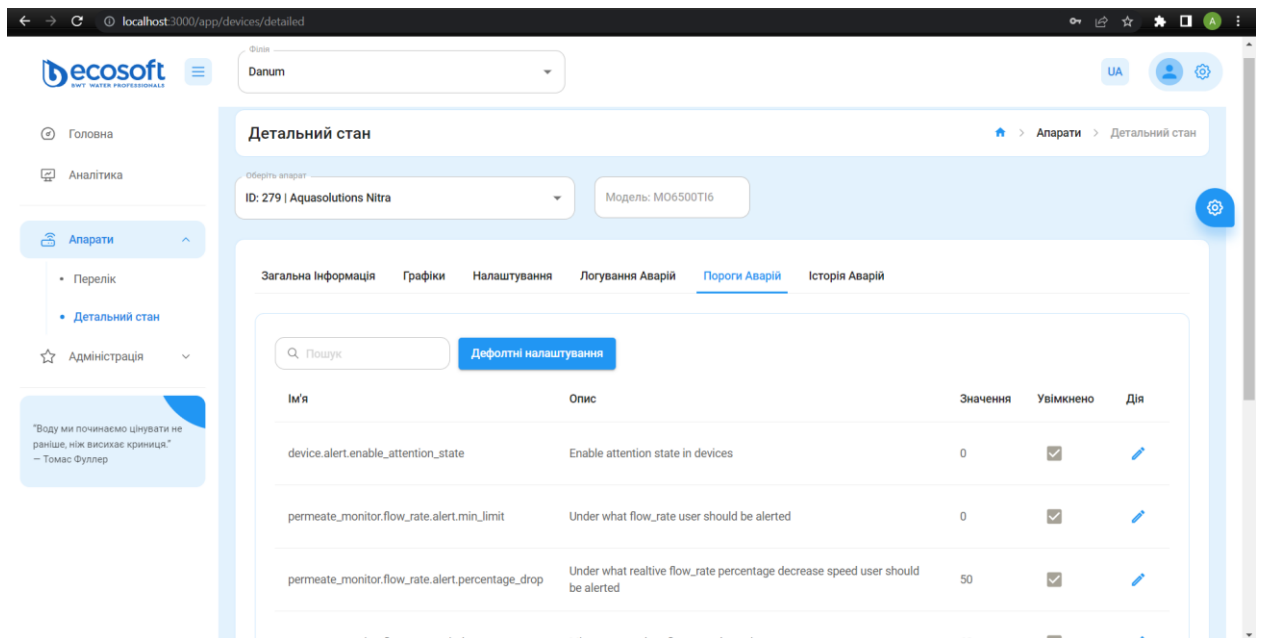 localhost:3000/app/devices/detailed
A
ecosoft
BWT WATER PROFESSIONALS
Філія
Danum
UA
Головна
Аналітика
Апарати
Перелік
Детальний стан
Адміністрація
"Воду ми починаємо цінувати не
раніше, ніж висихає криниця."
— Томас Фуллер
Детальний стан
Апарати > Детальний стан
Оберіть апарат
ID: 279 | Aquasolutions Nitra
Модель: MO6500TI6
Загальна Інформація Графіки Налаштування Логування Аварій Пороги Аварій Історія Аварій
Пошук
Дефолтні налаштування
Ім'я Опис Значення Увімкнено Дія
device.alert.enable_attention_state Enable attention state in devices 0
permeate_monitor.flow_rate.alert.min_limit Under what flow_rate user should be alerted 0
permeate_monitor.flow_rate.alert.percentage_drop Under what realtive flow_rate percentage decrease speed user should
be alerted 50